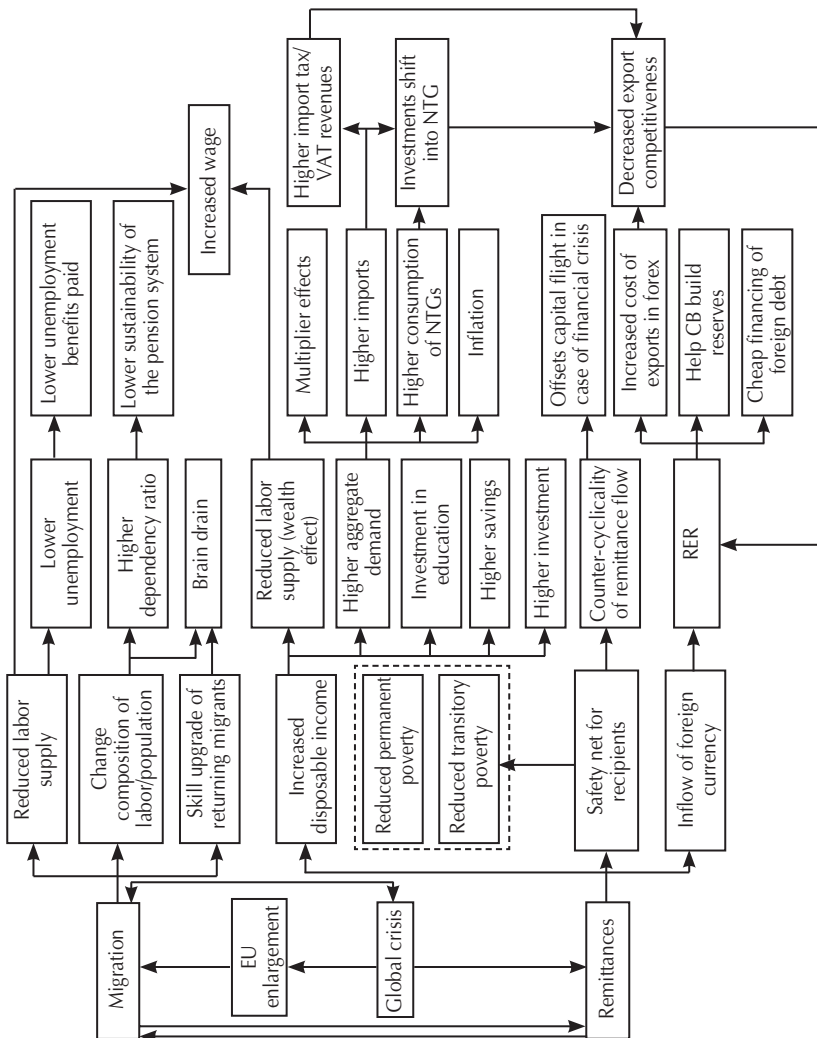 Migration
EU
enlargement
Global crisis
Remittances
Reduced labor
supply
Change
composition of
labor/population
Skill upgrade of
returning migrants
Increased
disposable income
Reduced permanent
poverty
Reduced transitory
poverty
Safety net for
recipients
Inflow of foreign
currency
Lower
unemployment
Higher
dependency ratio
Brain drain
Reduced labor
supply (wealth
effect)
Higher aggregate
demand
Investment in
education
Higher savings
Higher investment
Counter-cyclicality
of remittance flow
RER
Lower unemployment
benefits paid
Lower sustainability of
the pension system
Multiplier effects
Higher imports
Higher consumption
of NTGs
Inflation
Offsets capital flight in
case of financial crisis
Increased cost of
exports in forex
Help CB build
reserves
Cheap financing of
foreign debt
Increased wage
Higher import tax/
VAT revenues
Investments shift
into NTG
Decreased export
competitiveness